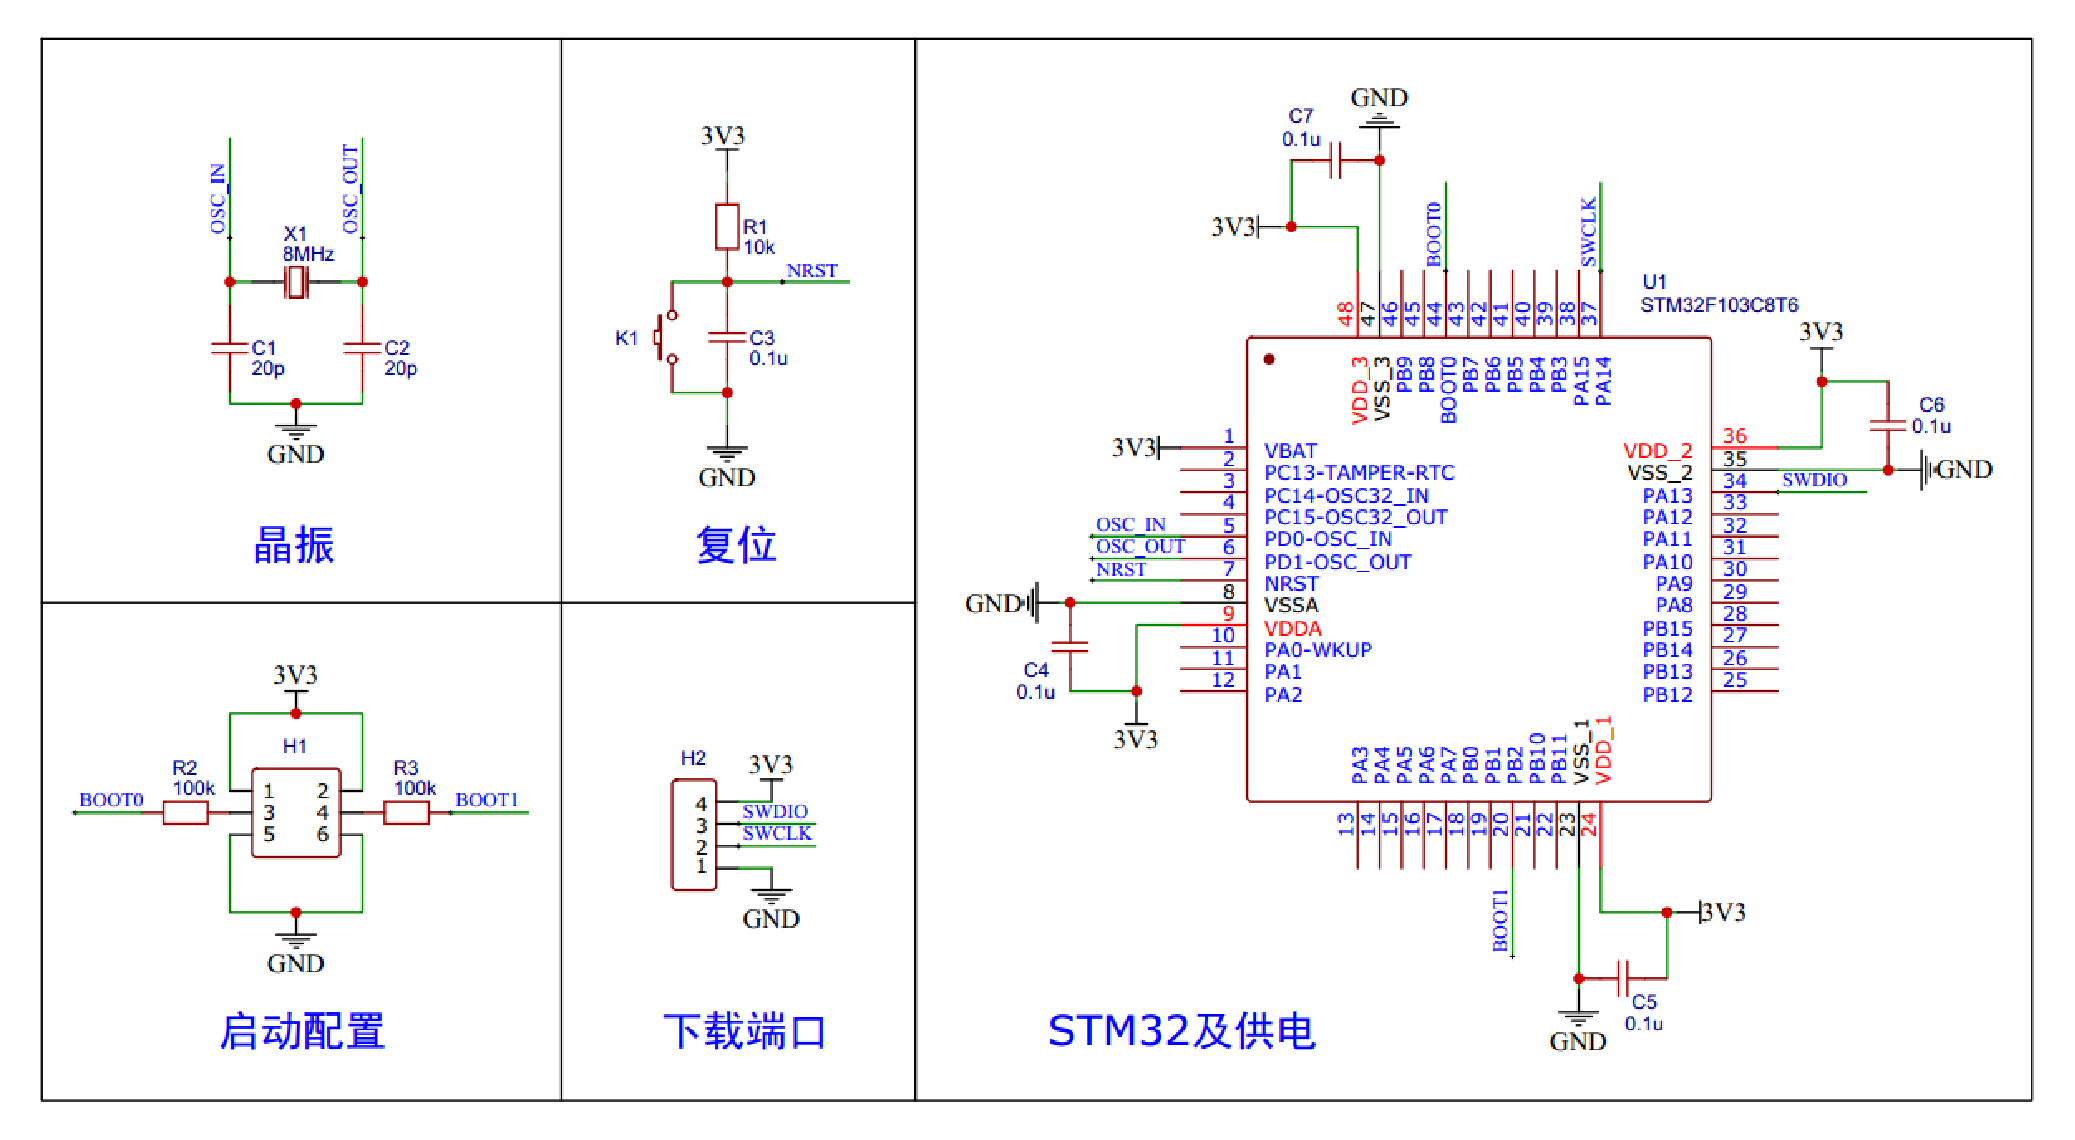 OSC_IN
OSC_OUT
X1
8MHz
C1
20p
C2
20p
GND
晶振
3V3
R1
10k
NRST
K1
C3
0.1u
GND
复位
3V3
H1
R2
100k
R3
100k
BOOT0
BOOT1
1
2
3
4
5
6
GND
启动配置
H2
3V3
4
SWDIO
3
SWCLK
2
1
GND
下载端口
GND
C7
0.1u
3V3
BOOT0
SWCLK
U1
STM32F103C8T6
48
47
46
45
44
43
42
41
40
39
38
37
VDD_3
VSS_3
PB9
PB8
BOOT0
PB7
PB6
PB5
PB4
PB3
PA15
PA14
3V3
1
VBAT
2
PC13-TAMPER-RTC
3
PC14-OSC32_IN
4
PC15-OSC32_OUT
OSC_IN
5
PD0-OSC_IN
OSC_OUT
6
PD1-OSC_OUT
NRST
7
NRST
GND
8
VSSA
9
VDDA
10
PA0-WKUP
11
PA1
12
PA2
C4
0.1u
3V3
3V3
C6
0.1u
VDD_2
36
VSS_2
35
GND
PA13
34
SWDIO
PA12
33
PA11
32
PA10
31
PA9
30
PA8
29
PB15
28
PB14
27
PB13
26
PB12
25
PA3
PA4
PA5
PA6
PA7
PB0
PB1
PB2
PB10
PB11
VSS_1
VDD_1
13
14
15
16
17
18
19
20
21
22
23
24
BOOT1
3V3
C5
0.1u
GND
STM32及供电